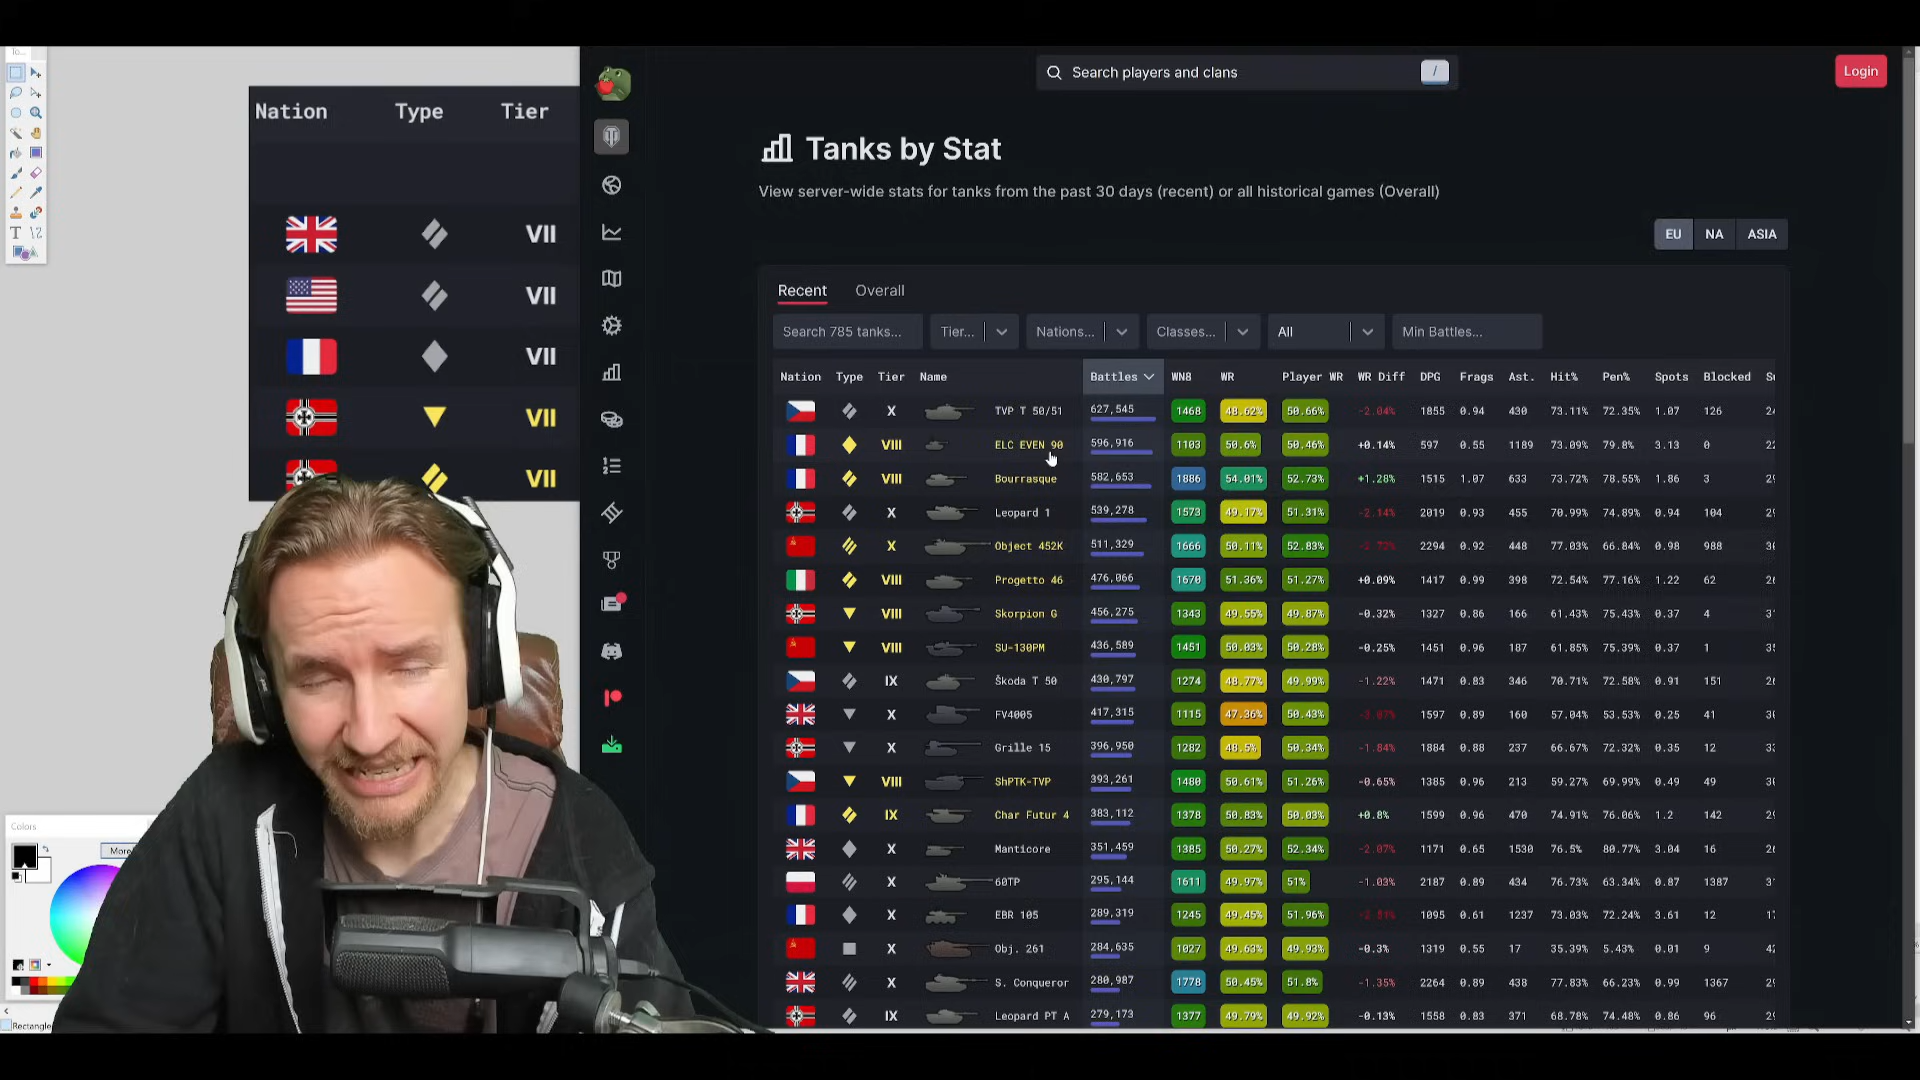 To...
Nation Type Tier
VII
VII
VII
VII
VII
Colors
More
Rectangle
Search players and clans /
Login
Tanks by Stat
View server-wide stats for tanks from the past 30 days (recent) or all historical games (Overall)
EU NA ASIA
Recent Overall
Search 785 tanks... Tier... Nations... Classes... All Min Battles...
Nation Type Tier Name Battles WN8 WR Player WR WR Diff DPG Frags Ast. Hit% Pen% Spots Blocked
X TVP T 50/51 627,545 1468 48.62% 50.66% -2.04% 1855 0.94 430 73.11% 72.35% 1.07 126
VIII ELC EVEN 90 596,916 1103 50.6% 50.46% +0.14% 597 0.55 1189 73.09% 79.8% 3.13 0
VIII Bourrasque 582,653 1886 54.01% 52.73% +1.28% 1515 1.07 633 73.72% 78.55% 1.86 3
X Leopard 1 539,278 1573 49.17% 51.31% -2.14% 2019 0.93 455 70.99% 74.89% 0.94 104
X Object 452K 511,329 1666 50.11% 52.83% -2.72% 2294 0.92 448 77.03% 66.84% 0.98 988
VIII Progetto 46 476,066 1670 51.36% 51.27% +0.09% 1417 0.99 398 72.54% 77.16% 1.22 62
VIII Skorpion G 456,275 1343 49.55% 49.87% -0.32% 1327 0.86 166 61.43% 75.43% 0.37 4
VIII SU-130PM 436,589 1451 50.03% 50.28% -0.25% 1451 0.96 187 61.85% 75.39% 0.37 1
IX Škoda T 50 430,797 1274 48.77% 49.99% -1.22% 1471 0.83 346 70.71% 72.58% 0.91 151
X FV4005 417,315 1115 47.36% 50.43% -3.07% 1597 0.89 160 57.04% 53.53% 0.25 41
X Grille 15 396,950 1282 48.5% 50.34% -1.84% 1884 0.88 237 66.67% 72.32% 0.35 12
VIII ShPTK-TVP 393,261 1480 50.61% 51.26% -0.65% 1385 0.96 213 59.27% 69.99% 0.49 49
IX Char Futur 4 383,112 1378 50.83% 50.03% +0.8% 1599 0.96 470 74.91% 76.06% 1.2 142
X Manticore 351,459 1385 50.27% 52.34% -2.07% 1171 0.65 1530 76.5% 80.77% 3.04 16
X 60TP 295,144 1611 49.97% 51% -1.03% 2187 0.89 434 76.73% 63.34% 0.87 1387
X EBR 105 289,319 1245 49.45% 51.96% -2.51% 1095 0.61 1237 73.03% 72.24% 3.61 12
X Obj. 261 284,635 1027 49.63% 49.93% -0.3% 1319 0.55 17 35.39% 5.43% 0.01 9
X S. Conqueror 280,987 1778 50.45% 51.8% -1.35% 2264 0.89 438 77.83% 66.23% 0.99 1367
IX Leopard PT A 279,173 1377 49.79% 49.92% -0.13% 1558 0.83 371 68.78% 74.48% 0.86 96